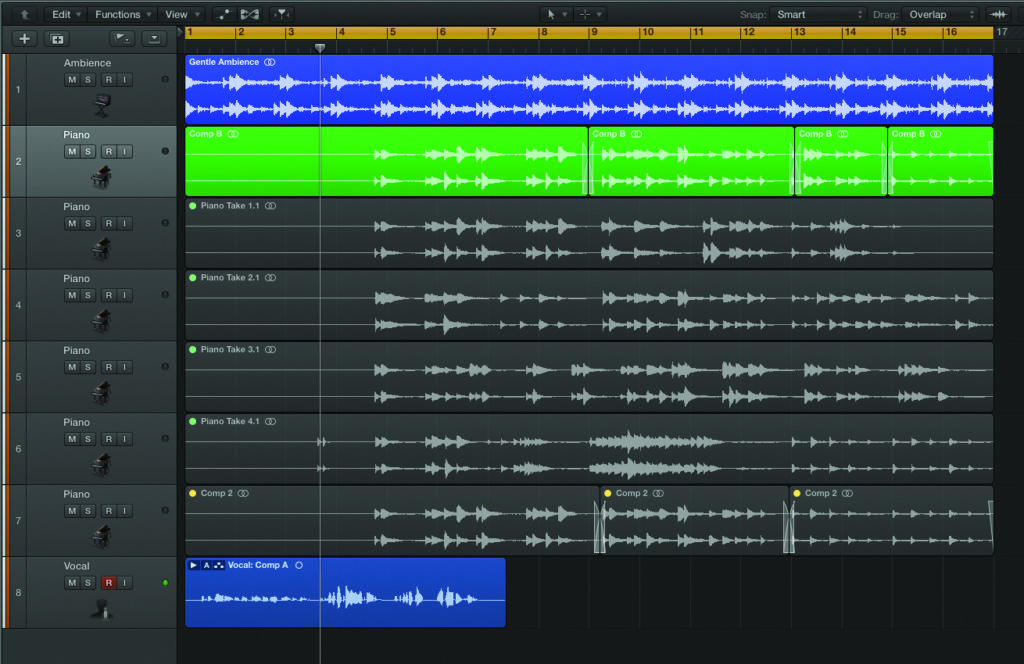 Edit Functions View Snap: Smart Drag: Overlap
1 2 3 4 5 6 7 8 9 10 11 12 13 14 15 16 17
1 Ambience
M S R I
Gentle Ambience
2 Piano
M S R I
Comp B Comp B Comp B Comp B
3 Piano
M S R I
Piano Take 1.1
4 Piano
M S R I
Piano Take 2.1
5 Piano
M S R I
Piano Take 3.1
6 Piano
M S R I
Piano Take 4.1
7 Piano
M S R I
Comp 2 Comp 2 Comp 2
8 Vocal
M S R I
A Vocal: Comp A